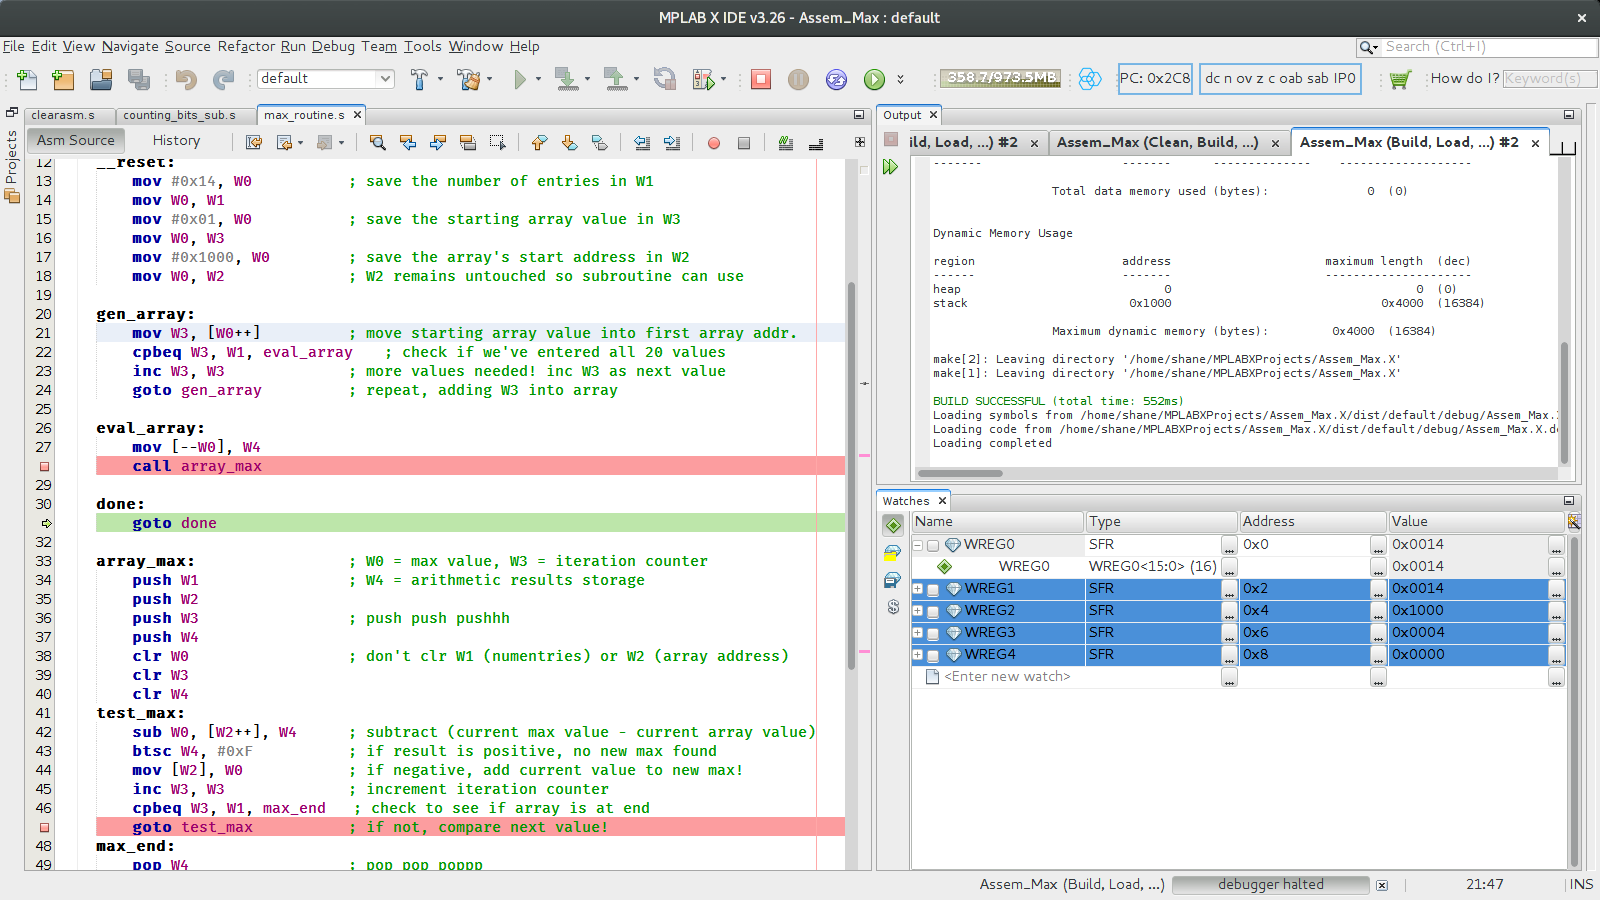 MPLAB X IDE v3.26 - Assem_Max : default
File Edit View Navigate Source Refactor Run Debug Team Tools Window Help
Search (Ctrl+I)
default
358.7/973.5MB
PC: 0x2C8
dc n ov z c oab sab IP0
How do I?
Keyword(s)
Projects
clearasm.s
counting_bits_sub.s
max_routine.s
Asm Source
History
12 __reset:
13 mov #0x14, W0 ; save the number of entries in W1
14 mov W0, W1
15 mov #0x01, W0 ; save the starting array value in W3
16 mov W0, W3
17 mov #0x1000, W0 ; save the array's start address in W2
18 mov W0, W2 ; W2 remains untouched so subroutine can use
19
20 gen_array:
21 mov W3, [W0++] ; move starting array value into first array addr.
22 cpbeq W3, W1, eval_array ; check if we've entered all 20 values
23 inc W3, W3 ; more values needed! inc W3 as next value
24 goto gen_array ; repeat, adding W3 into array
25
26 eval_array:
27 mov [--W0], W4
call array_max
29
30 done:
goto done
32
33 array_max: ; W0 = max value, W3 = iteration counter
34 push W1 ; W4 = arithmetic results storage
35 push W2
36 push W3 ; push push pushhh
37 push W4
38 clr W0 ; don't clr W1 (numentries) or W2 (array address)
39 clr W3
40 clr W4
41 test_max:
42 sub W0, [W2++], W4 ; subtract (current max value - current array value)
43 btsc W4, #0xF ; if result is positive, no new max found
44 mov [W2], W0 ; if negative, add current value to new max!
45 inc W3, W3 ; increment iteration counter
46 cpbeq W3, W1, max_end ; check to see if array is at end
goto test_max ; if not, compare next value!
48 max_end:
49 pop W4 ; pop pop poppp
Output
ild, Load, ...) #2
Assem_Max (Clean, Build, ...)
Assem_Max (Build, Load, ...) #2
------- ------- ------------- -------------------
Total data memory used (bytes): 0 (0)
Dynamic Memory Usage
region address maximum length (dec)
------ ------- ---------------------
heap 0 0 (0)
stack 0x1000 0x4000 (16384)
Maximum dynamic memory (bytes): 0x4000 (16384)
make[2]: Leaving directory '/home/shane/MPLABXProjects/Assem_Max.X'
make[1]: Leaving directory '/home/shane/MPLABXProjects/Assem_Max.X'
BUILD SUCCESSFUL (total time: 552ms)
Loading symbols from /home/shane/MPLABXProjects/Assem_Max.X/dist/default/debug/Assem_Max.
Loading code from /home/shane/MPLABXProjects/Assem_Max.X/dist/default/debug/Assem_Max.X.de
Loading completed
Watches
Name Type Address Value
WREG0 SFR ... 0x0 ... 0x0014 ...
WREG0 WREG0<15:0> (16) ... ... 0x0014 ...
WREG1 SFR ... 0x2 ... 0x0014 ...
WREG2 SFR ... 0x4 ... 0x1000 ...
WREG3 SFR ... 0x6 ... 0x0004 ...
WREG4 SFR ... 0x8 ... 0x0000 ...
<Enter new watch> ... ... ...
Assem_Max (Build, Load, ...)
debugger halted
21:47
INS